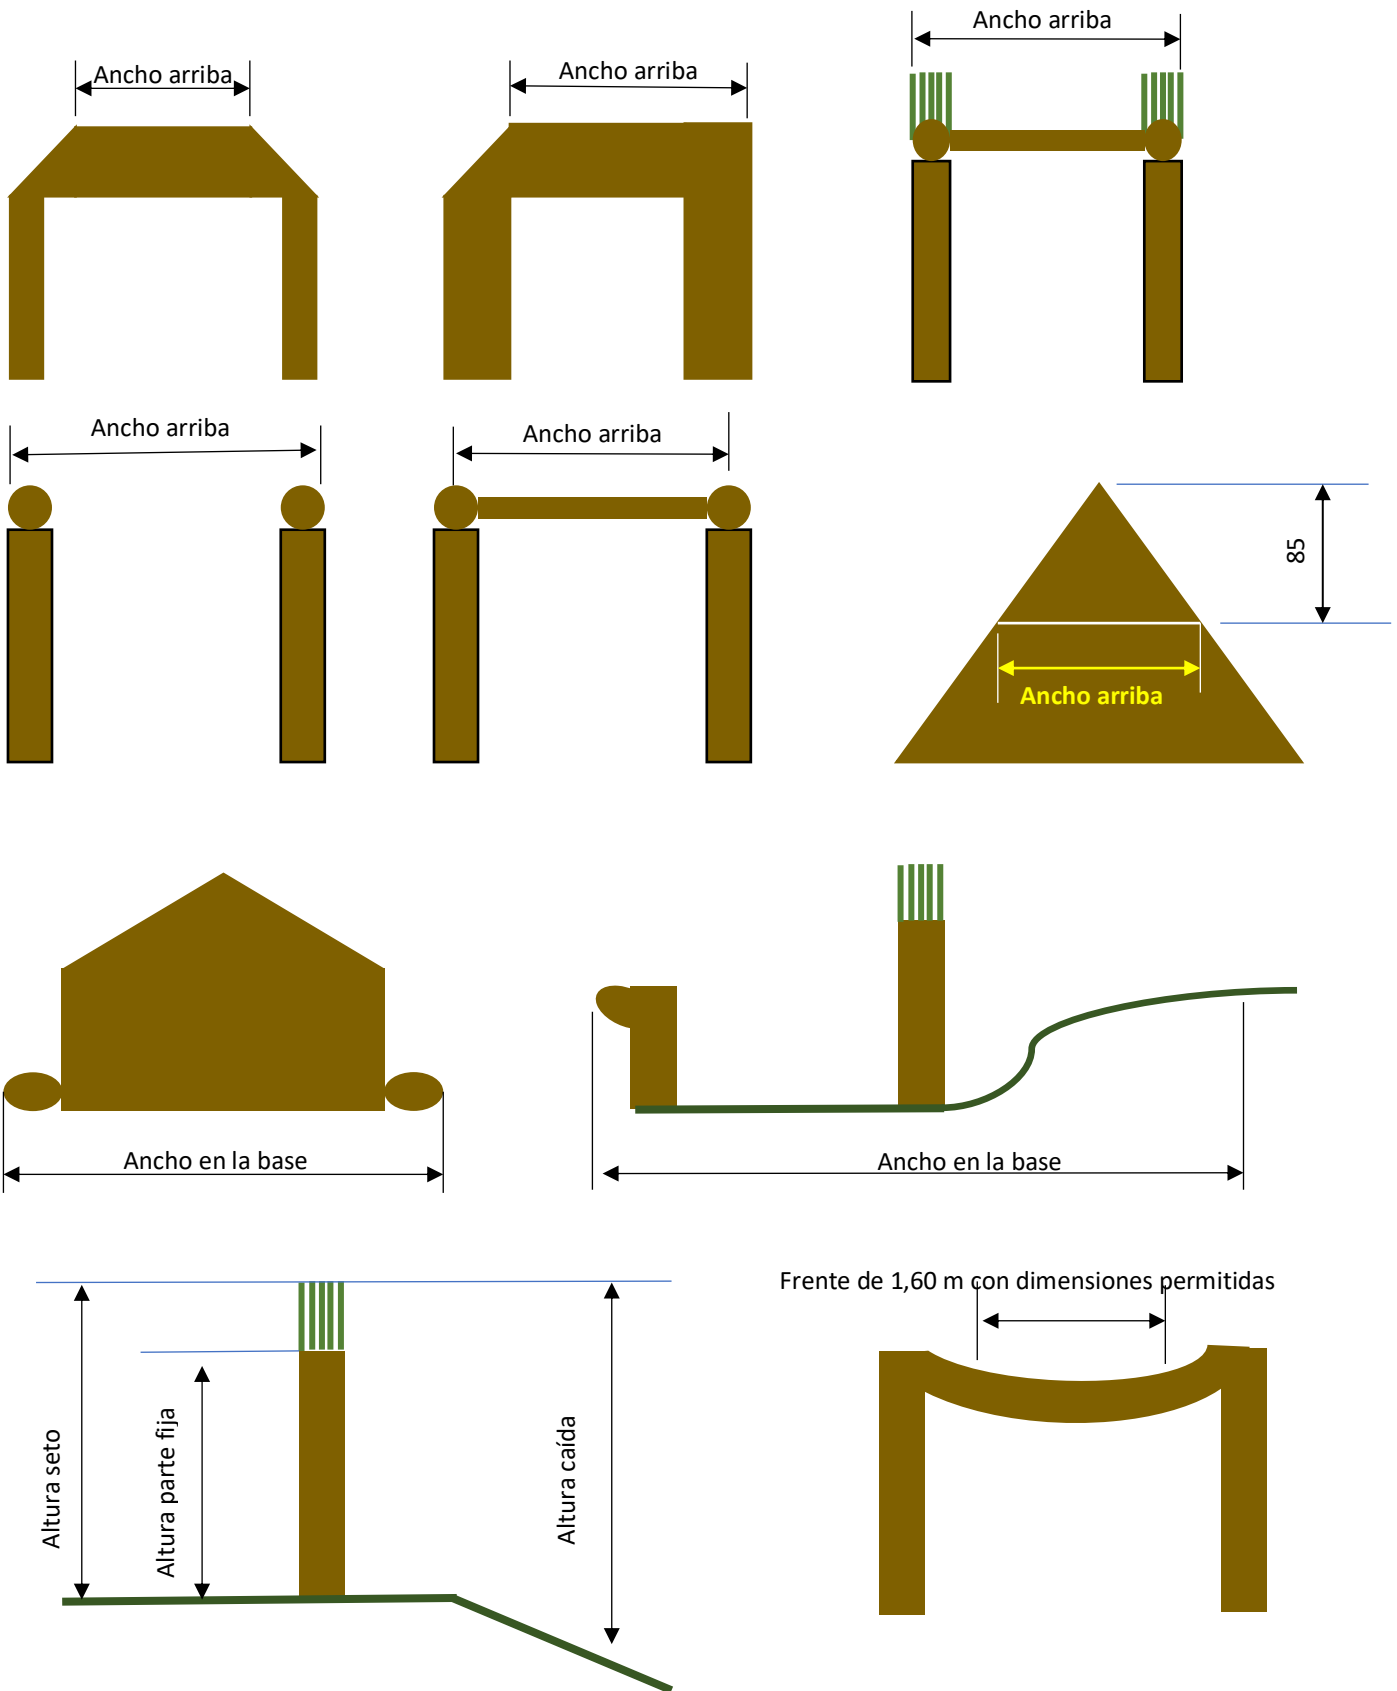 Ancho arriba
Ancho arriba
Ancho arriba
Ancho arriba
Ancho arriba
85
Ancho arriba
Ancho en la base
Ancho en la base
Frente de 1,60 m con dimensiones permitidas
Altura seto
Altura parte fija
Altura caída